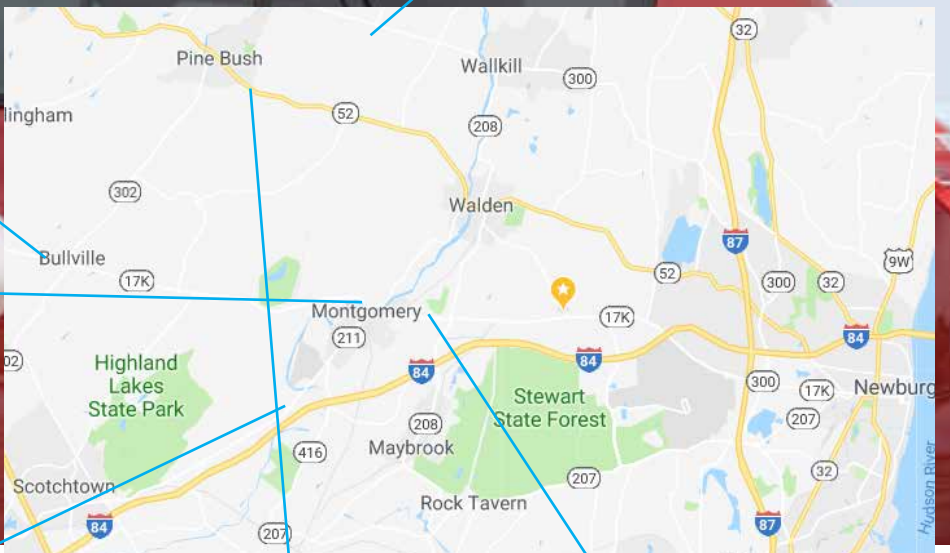 32
Pine Bush
Wallkill
300
lingham
52
208
302
Walden
87
Bullville
9W
52
17K
300
32
Montgomery
17K
211
84
02
84
84
Highland
Lakes
State Park
300
17K
Newburg
Stewart
State Forest
207
208
416
Maybrook
32
207
Scotchtown
Rock Tavern
Hudson River
84
207
87